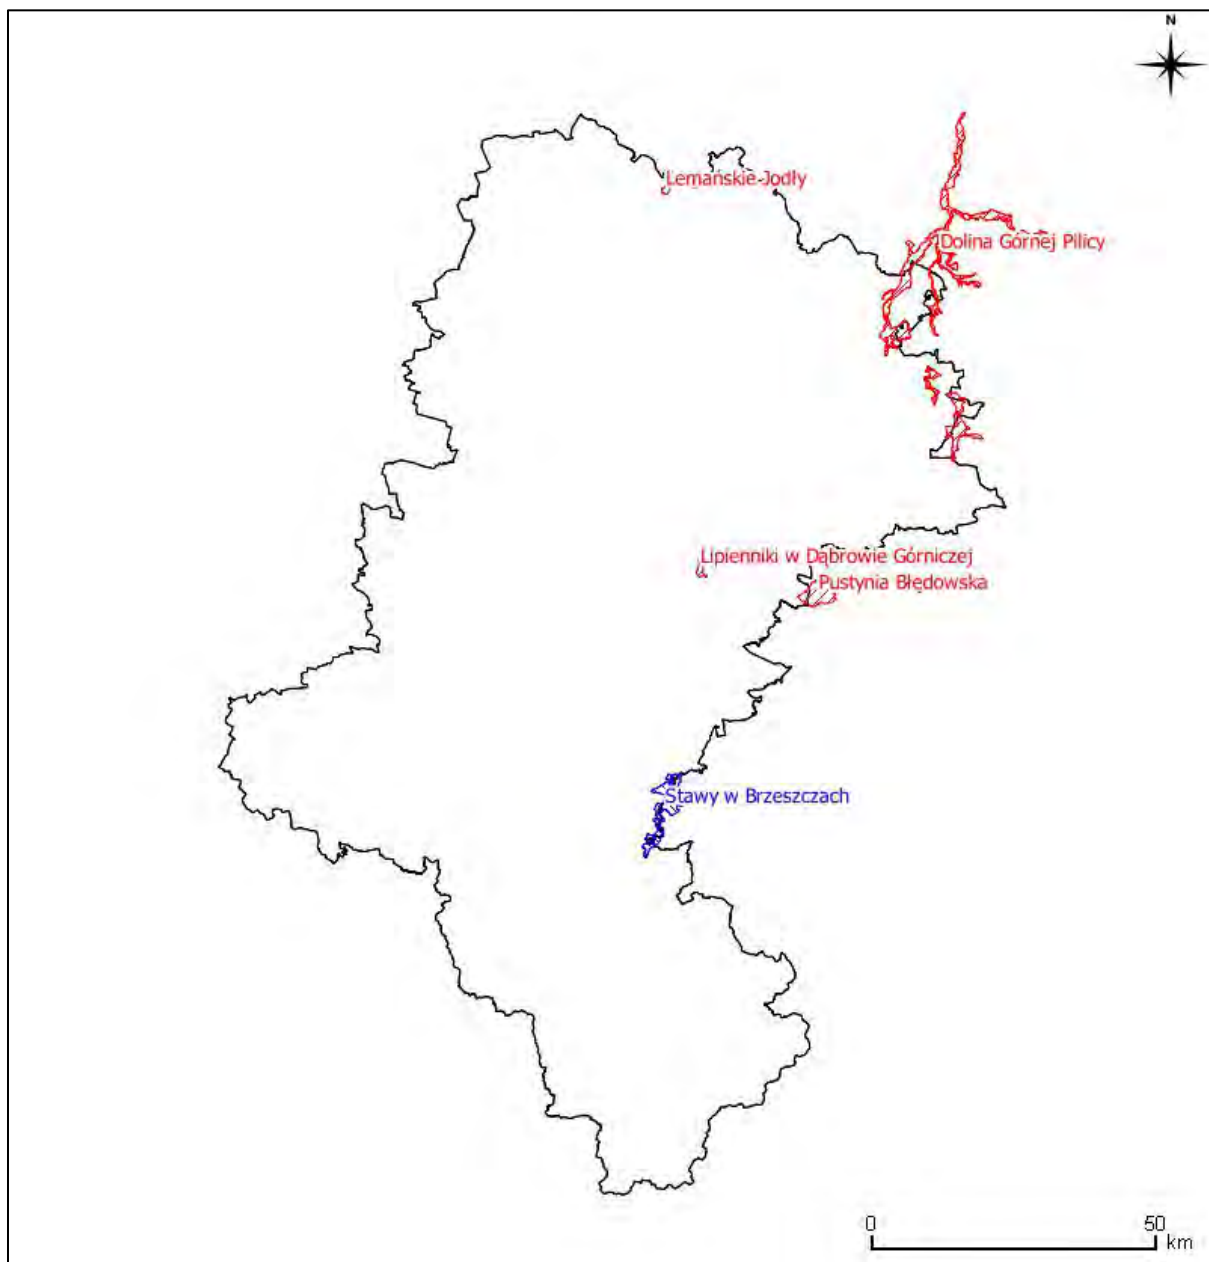 N
Lemańskie-Jodły
Dolina Górnej Pilicy
Lipienniki w Dąbrowie Górniczej
Pustynia Błędowska
Stawy w Brzeszczach
0 50
km